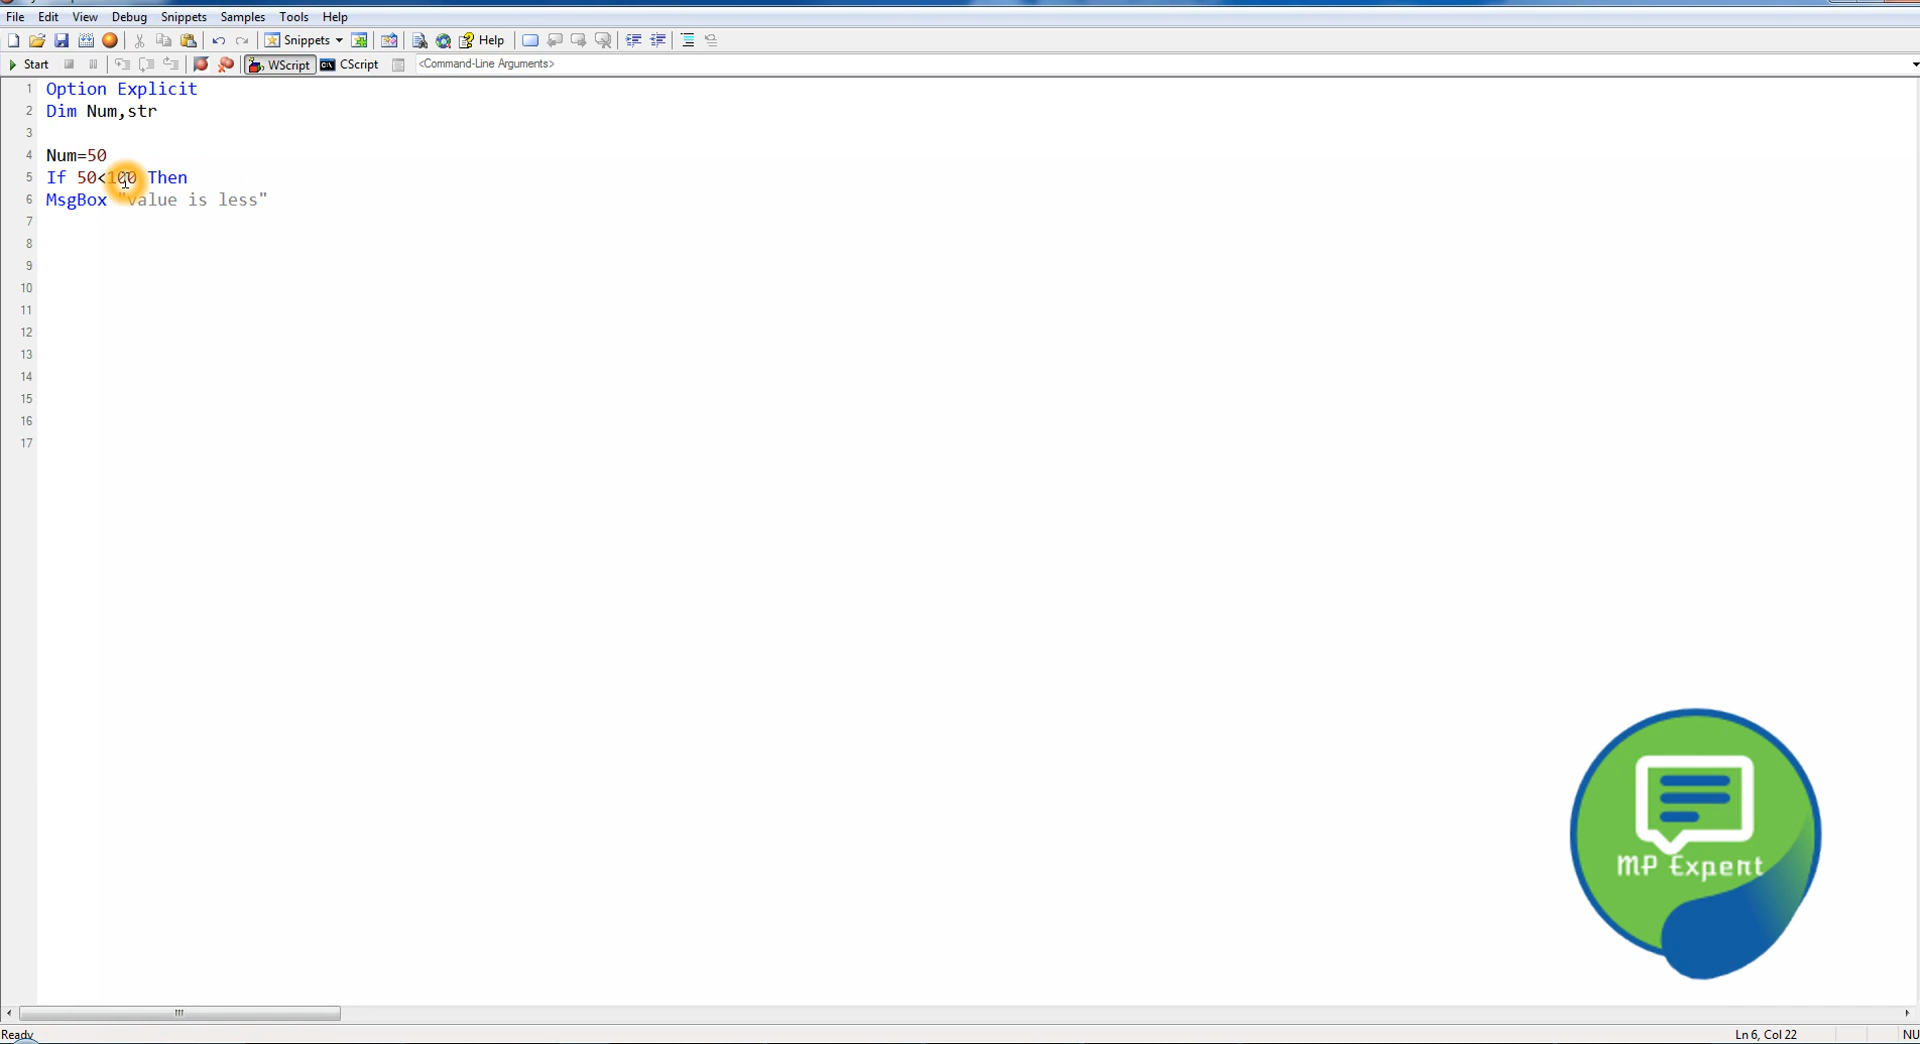 File Edit View Debug Snippets Samples Tools Help
Snippets Help
Start WScript CScript <Command-Line Arguments>
1 Option Explicit
2 Dim Num,str
3
4 Num=50
5 If 50<100 Then
6 MsgBox "value is less"
7
8
9
10
11
12
13
14
15
16
17
MP Expert
Ready Ln 6, Col 22 NU